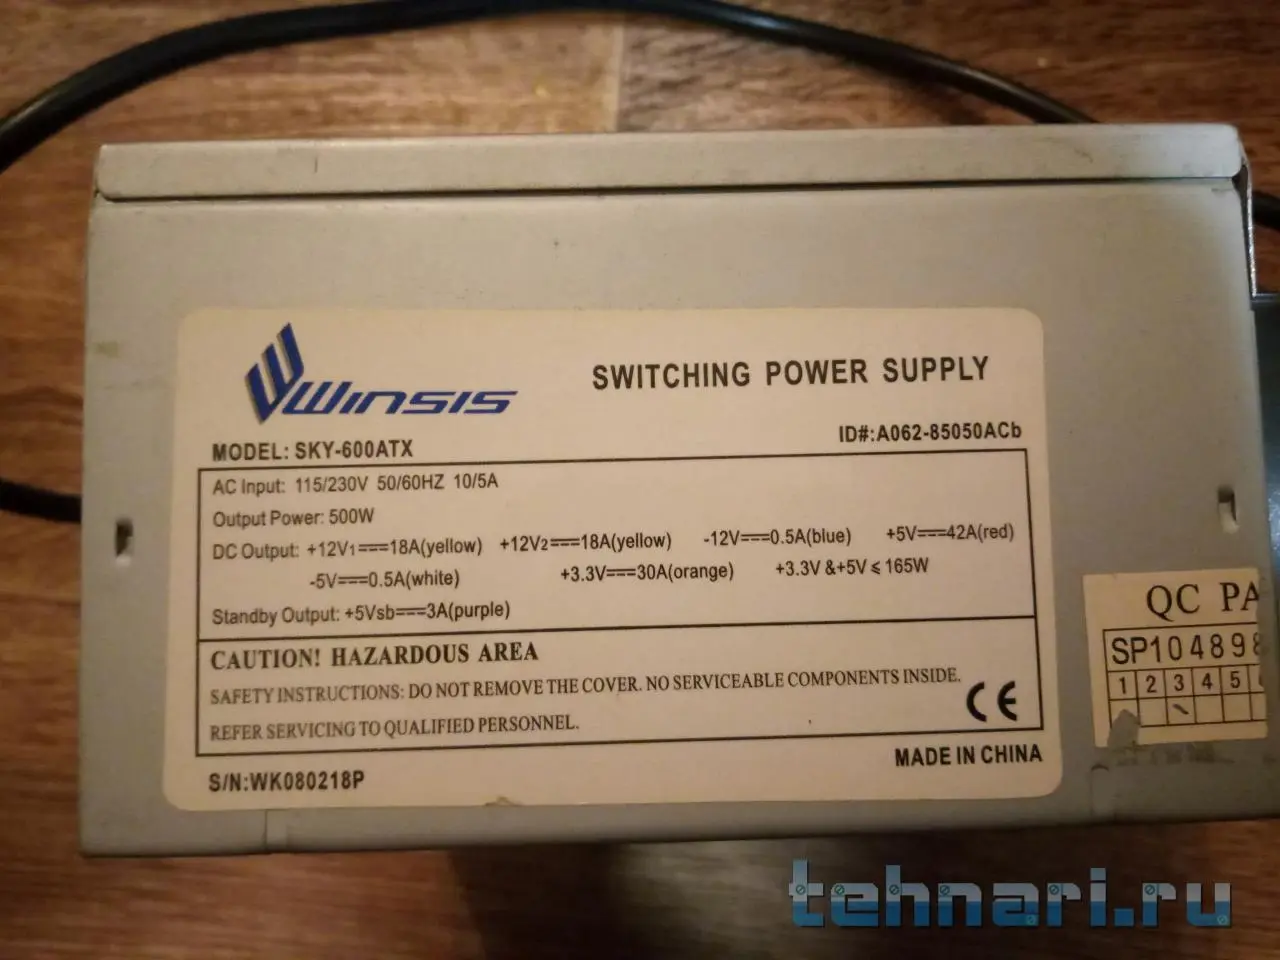 Winsis
SWITCHING POWER SUPPLY
MODEL: SKY-600ATX
ID#:A062-85050ACb
AC Input: 115/230V 50/60HZ 10/5A
Output Power: 500W
DC Output: +12V1⎓18A(yellow) +12V2⎓18A(yellow) -12V⎓0.5A(blue) +5V⎓42A(red)
-5V⎓0.5A(white) +3.3V⎓30A(orange) +3.3V &+5V ≤ 165W
Standby Output: +5Vsb⎓3A(purple)
CAUTION! HAZARDOUS AREA
SAFETY INSTRUCTIONS: DO NOT REMOVE THE COVER. NO SERVICEABLE COMPONENTS INSIDE.
REFER SERVICING TO QUALIFIED PERSONNEL.
CE
S/N:WK080218P
MADE IN CHINA
QC PA
SP104898
1 2 3 4 5
tehnari.ru